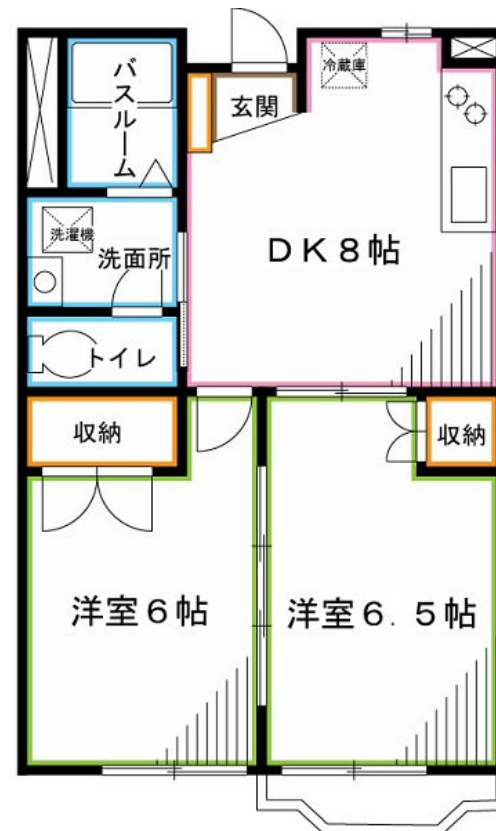 バスルーム
冷蔵庫
玄関
洗濯機
洗面所
DK8帖
トイレ
収納
収納
洋室6帖
洋室6.5帖